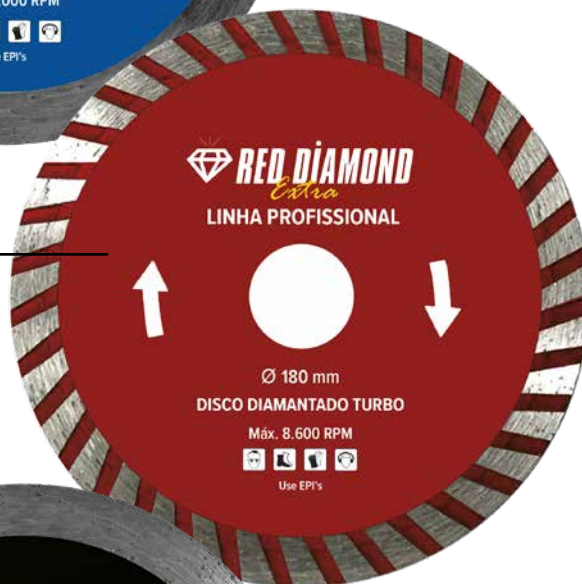 .000 RPM
EPI's
RED DIAMOND
Extra
LINHA PROFISSIONAL
Ø 180 mm
DISCO DIAMANTADO TURBO
Máx. 8.600 RPM
Use EPI's